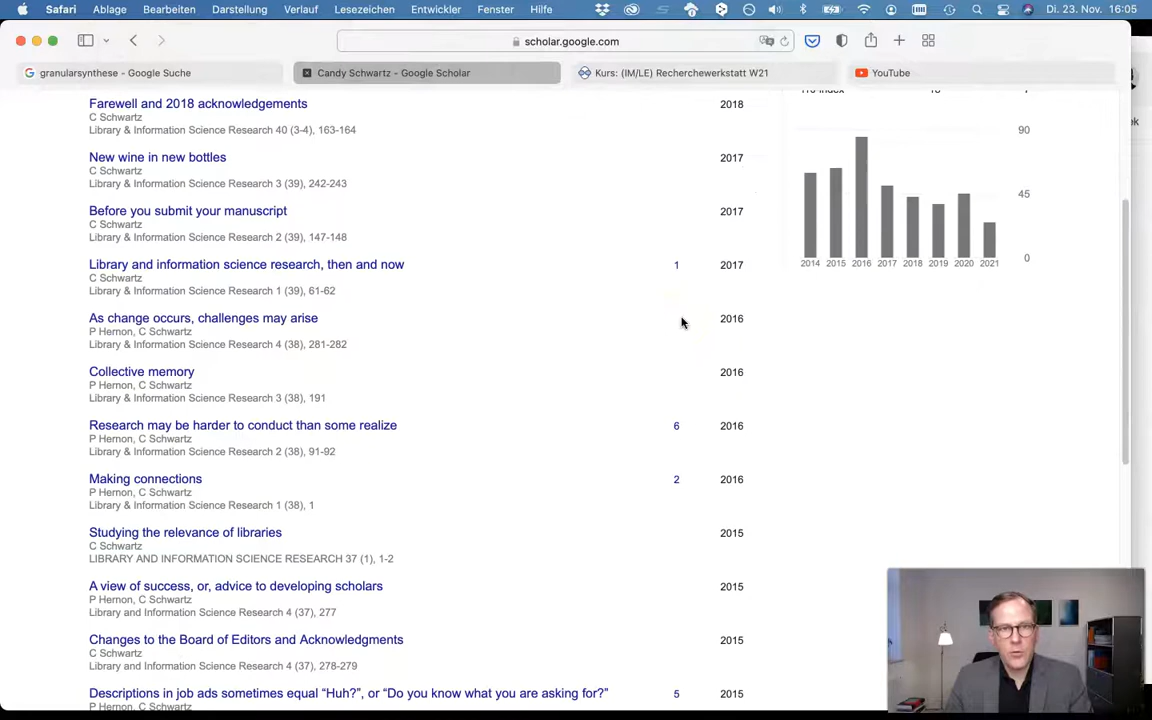 Safari Ablage Bearbeiten Darstellung Verlauf Lesezeichen Entwickler Fenster Hilfe Di. 23. Nov. 16:05
scholar.google.com
granularsynthese - Google Suche
Candy Schwartz - Google Scholar
Kurs: (IM/LE) Recherchewerkstatt W21
YouTube
Farewell and 2018 acknowledgements 2018
C Schwartz
Library & Information Science Research 40 (3-4), 163-164
New wine in new bottles 2017
C Schwartz
Library & Information Science Research 3 (39), 242-243
Before you submit your manuscript 2017
C Schwartz
Library & Information Science Research 2 (39), 147-148
Library and information science research, then and now 1 2017
C Schwartz
Library & Information Science Research 1 (39), 61-62
As change occurs, challenges may arise 2016
P Hernon, C Schwartz
Library & Information Science Research 4 (38), 281-282
Collective memory 2016
P Hernon, C Schwartz
Library & Information Science Research 3 (38), 191
Research may be harder to conduct than some realize 6 2016
P Hernon, C Schwartz
Library & Information Science Research 2 (38), 91-92
Making connections 2 2016
P Hernon, C Schwartz
Library & Information Science Research 1 (38), 1
Studying the relevance of libraries 2015
C Schwartz
LIBRARY AND INFORMATION SCIENCE RESEARCH 37 (1), 1-2
A view of success, or, advice to developing scholars 2015
P Hernon, C Schwartz
Library and Information Science Research 4 (37), 277
Changes to the Board of Editors and Acknowledgments 2015
C Schwartz
Library and Information Science Research 4 (37), 278-279
Descriptions in job ads sometimes equal “Huh?”, or “Do you know what you are asking for?” 5 2015
P Hernon, C Schwartz
90
45
0
2014 2015 2016 2017 2018 2019 2020 2021